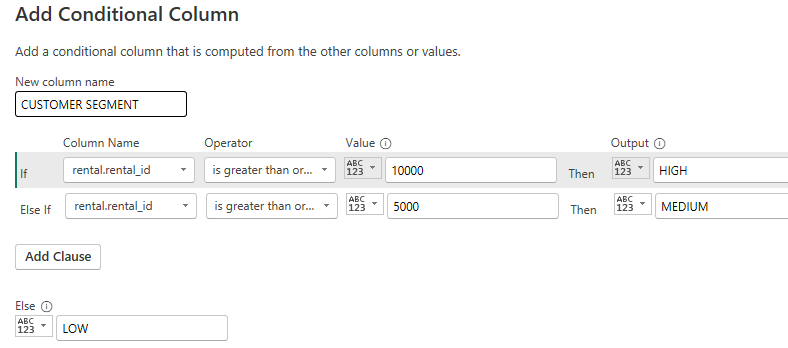 Add Conditional Column
Add a conditional column that is computed from the other columns or values.
New column name
CUSTOMER SEGMENT
Column Name Operator Value Output
If rental.rental_id is greater than or... ABC 123 10000 Then ABC 123 HIGH
Else If rental.rental_id is greater than or... ABC 123 5000 Then ABC 123 MEDIUM
Add Clause
Else
ABC 123 LOW